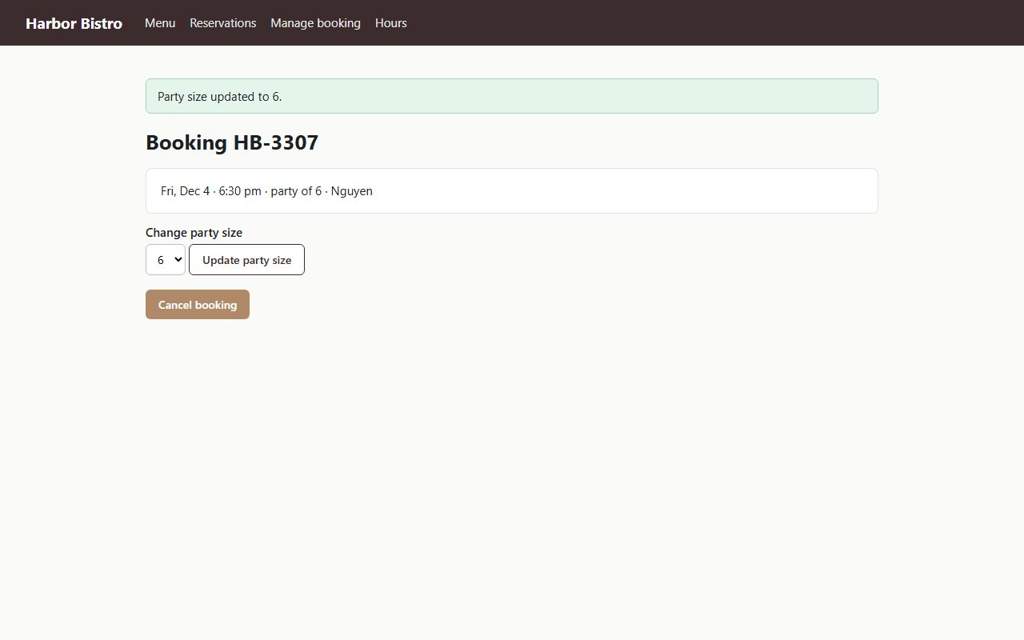 Harbor Bistro Menu Reservations Manage booking Hours
Party size updated to 6.
Booking HB-3307
Fri, Dec 4 · 6:30 pm · party of 6 · Nguyen
Change party size
6 Update party size
Cancel booking